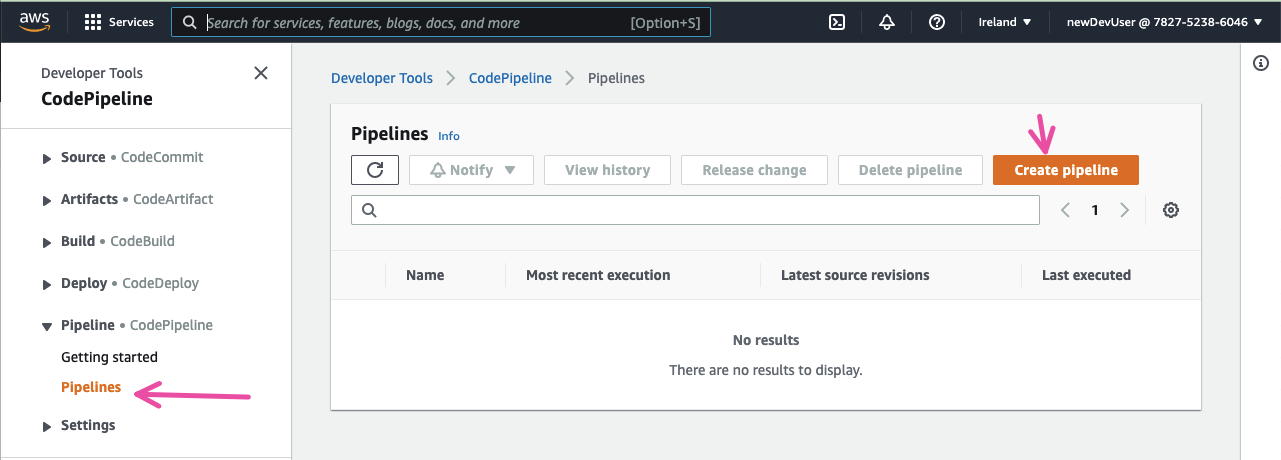 aws
Services
Search for services, features, blogs, docs, and more
[Option+S]
Ireland
newDevUser @ 7827-5238-6046
Developer Tools
CodePipeline
Source • CodeCommit
Artifacts • CodeArtifact
Build • CodeBuild
Deploy • CodeDeploy
Pipeline • CodePipeline
Getting started
Pipelines
Settings
Developer Tools > CodePipeline > Pipelines
Pipelines Info
Notify View history Release change Delete pipeline Create pipeline
1
Name Most recent execution Latest source revisions Last executed
No results
There are no results to display.